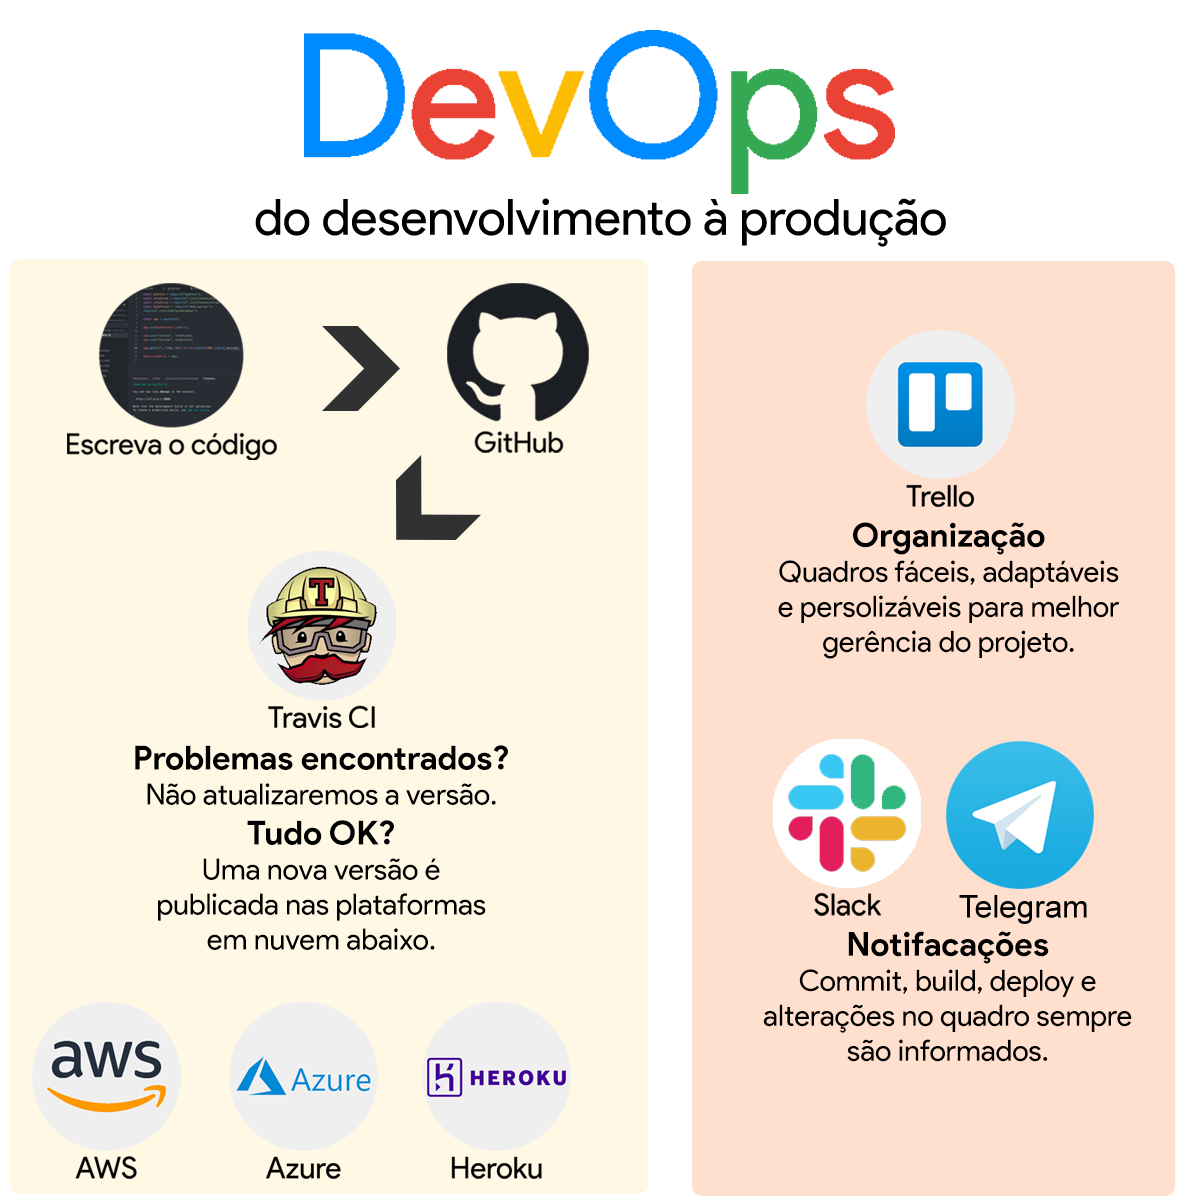 DevOps
do desenvolvimento à produção
Escreva o código
GitHub
T
Travis CI
Problemas encontrados?
Não atualizaremos a versão.
Tudo OK?
Uma nova versão é
publicada nas plataformas
em nuvem abaixo.
aws
Azure
HEROKU
AWS
Azure
Heroku
Trello
Organização
Quadros fáceis, adaptáveis
e persolizáveis para melhor
gerência do projeto.
Slack
Telegram
Notifacações
Commit, build, deploy e
alterações no quadro sempre
são informados.